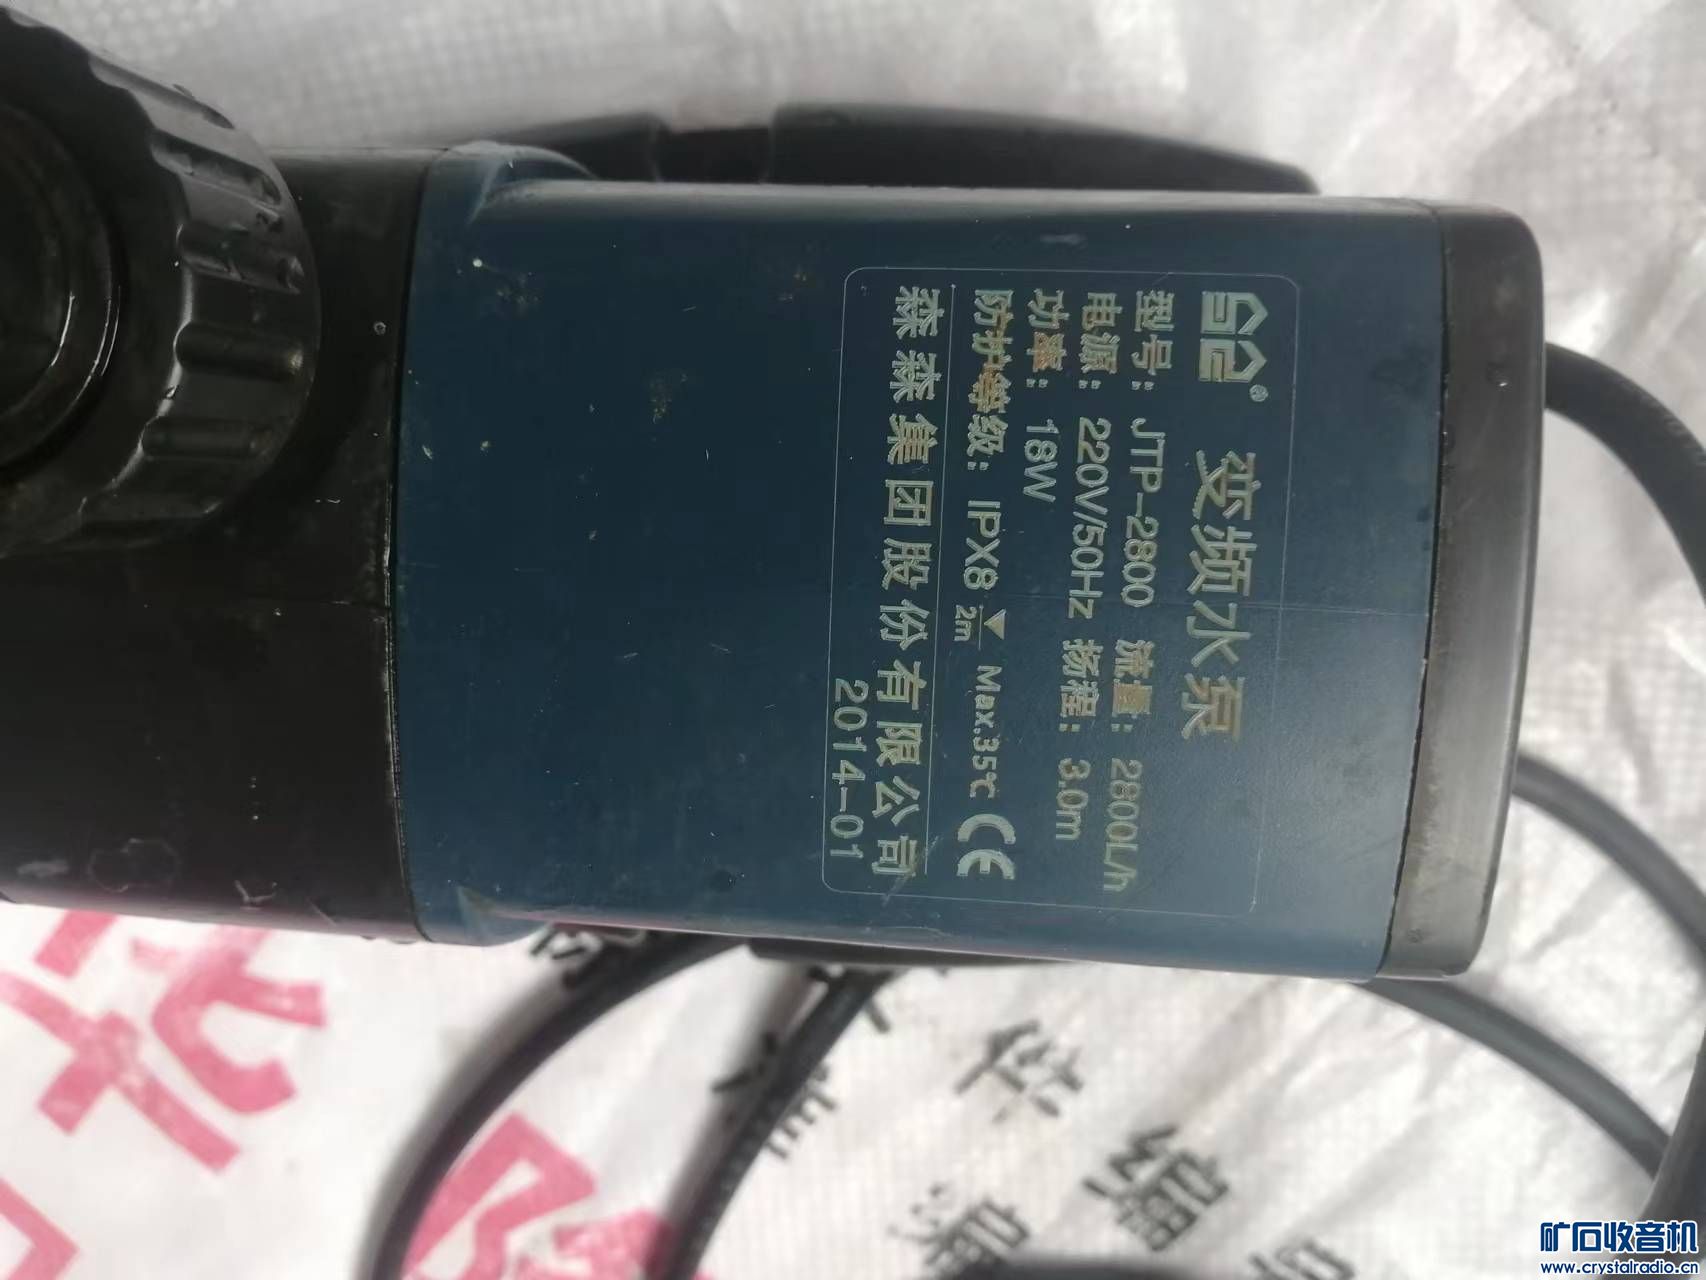 变频水泵
型号: JTP-2800 流量: 2800L/h
电源: 220V/50Hz 扬程: 3.0m
功率: 18W
防护等级: IPX8 2m Max.35℃ CE
森森集团股份有限公司
2014-01
矿石收音机
www.crystalradio.cn